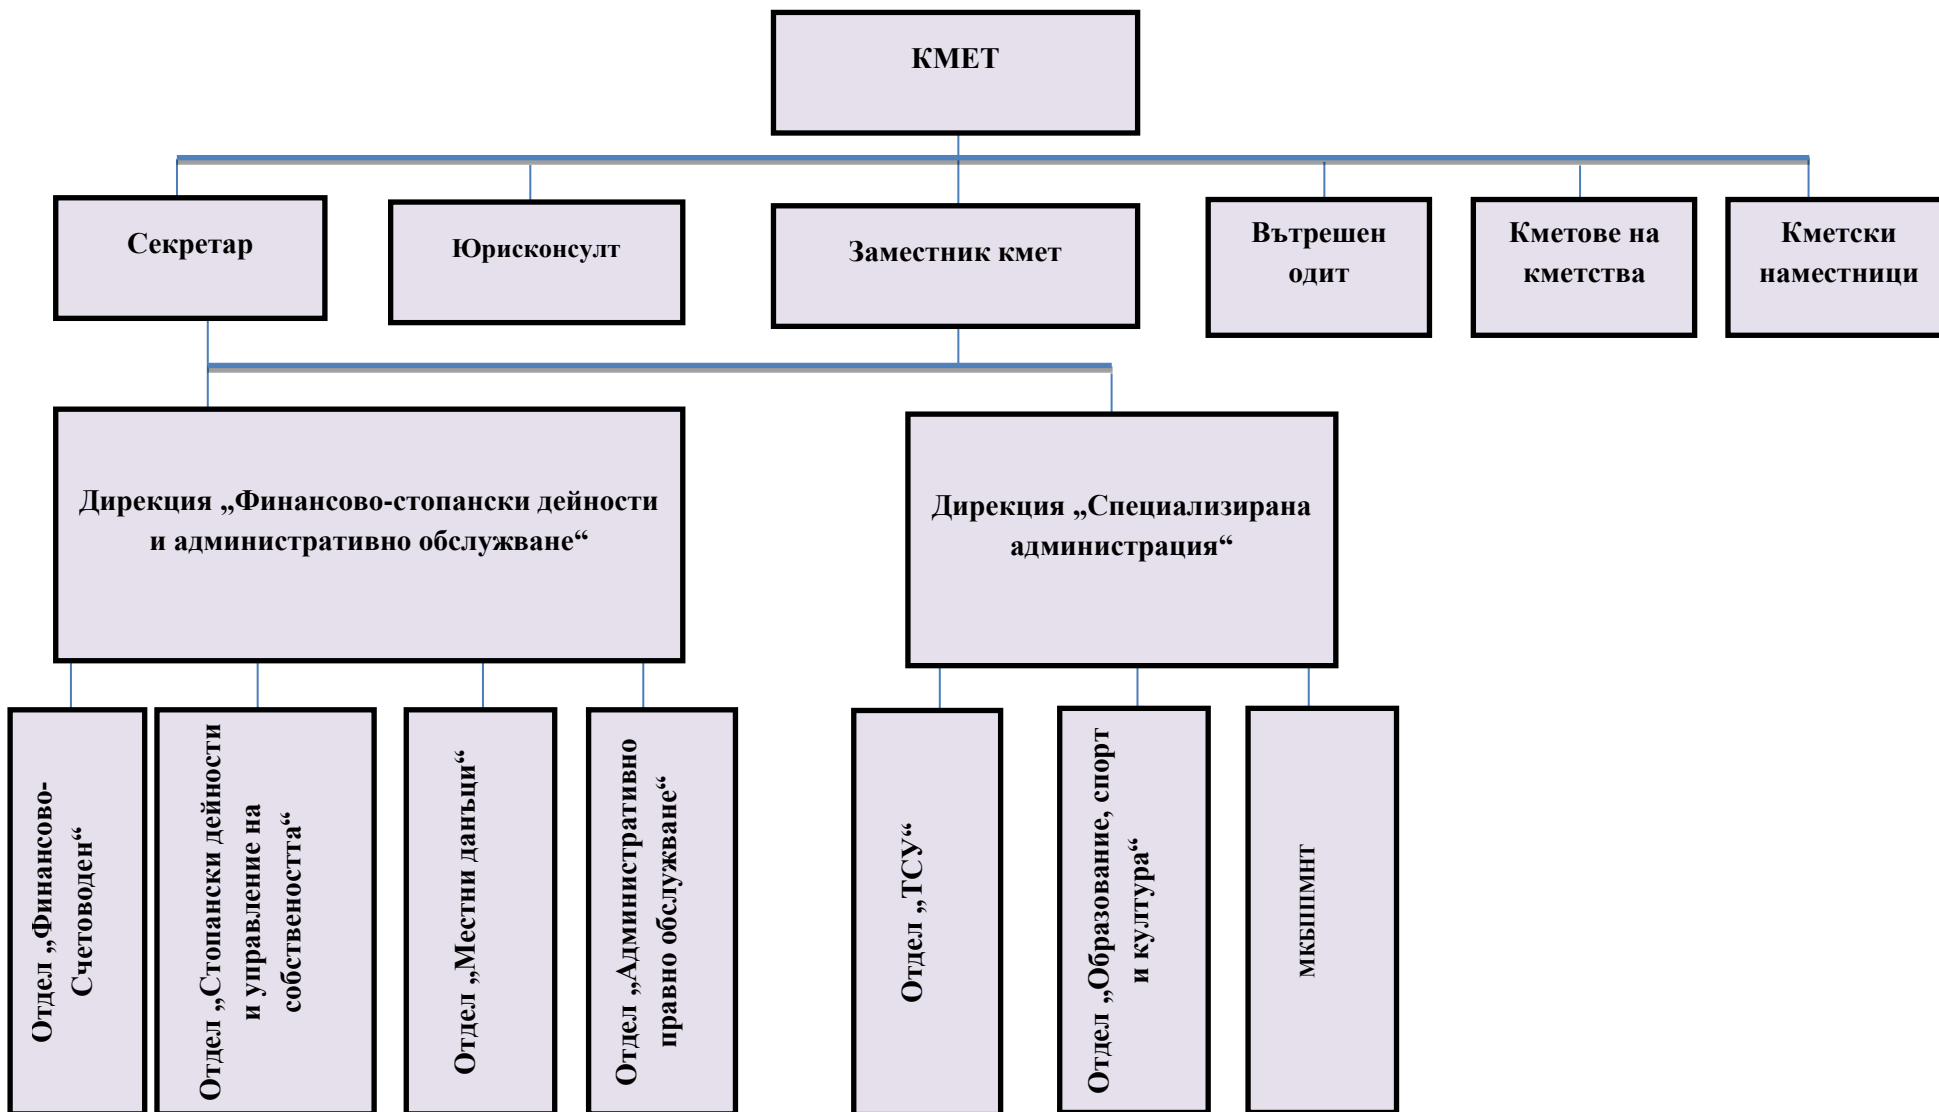 КМЕТ
Секретар
Юрисконсулт
Заместник кмет
Вътрешен
одит
Кметове на
кметства
Кметски
наместници
Дирекция „Финансово-стопански дейности
и административно обслужване“
Дирекция „Специализирана
администрация“
Отдел „Финансово-
Счетоводен“
Отдел „Стопански дейности
и управление на
собствеността“
Отдел „Местни данъци“
Отдел „Административно
правно обслужване“
Отдел „ТСУ“
Отдел „Образование, спорт
и култура“
МКБППМНТ